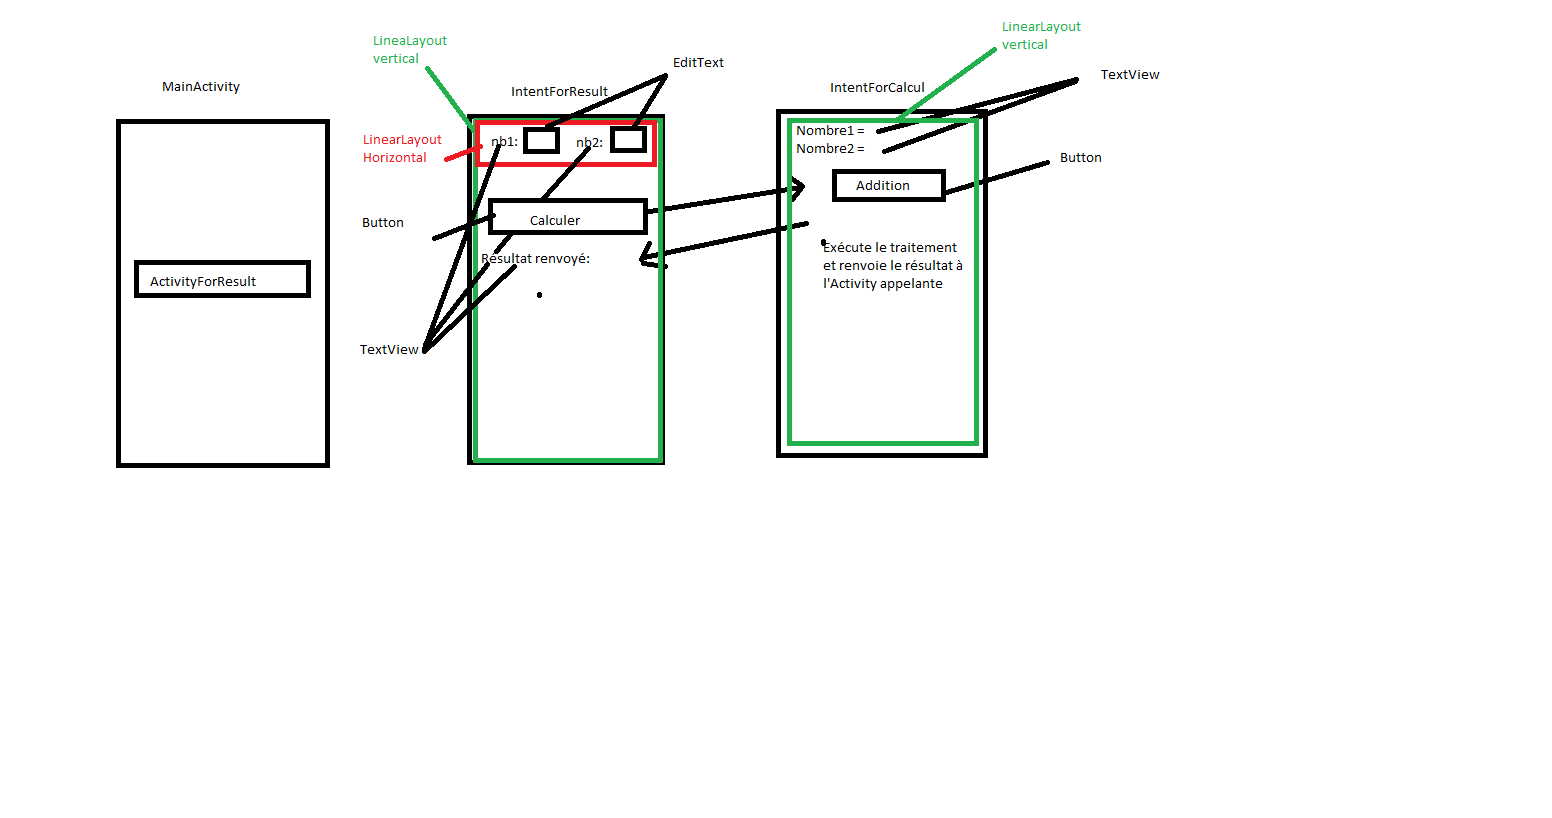 MainActivity
ActivityForResult
LineaLayout
vertical
LinearLayout
Horizontal
IntentForResult
EditText
nb1:
nb2:
Button
Calculer
Résultat renvoyé:
TextView
IntentForCalcul
LinearLayout
vertical
TextView
Nombre1 =
Nombre2 =
Button
Addition
Exécute le traitement
et renvoie le résultat à
l'Activity appelante